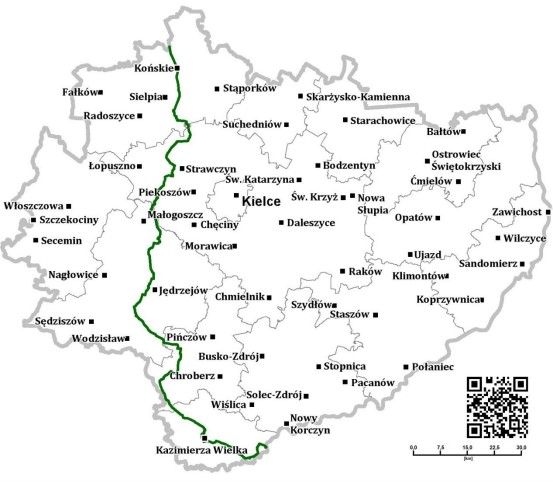 Końskie
Fałków
Sielpia
Stąporków
Skarżysko-Kamienna
Radoszyce
Suchedniów
Starachowice
Bałtów
Łopuszno
Strawczyn
Bodzentyn
Ostrowiec
Świętokrzyski
Św. Katarzyna
Ćmielów
Piekoszów
Kielce
Św. Krzyż
Nowa
Słupia
Włoszczowa
Szczekociny
Małogoszcz
Chęciny
Daleszyce
Opatów
Zawichost
Secemin
Morawica
Wilczyce
Ujazd
Nagłowice
Raków
Klimontów
Sandomierz
Jędrzejów
Chmielnik
Szydłów
Staszów
Koprzywnica
Sędziszów
Wodzisław
Pińczów
Busko-Zdrój
Stopnica
Połaniec
Chroberz
Pacanów
Solec-Zdrój
Wiślica
Nowy
Korczyn
Kazimierza Wielka
0,0 7,5 15,0 22,5 30,0
[km]